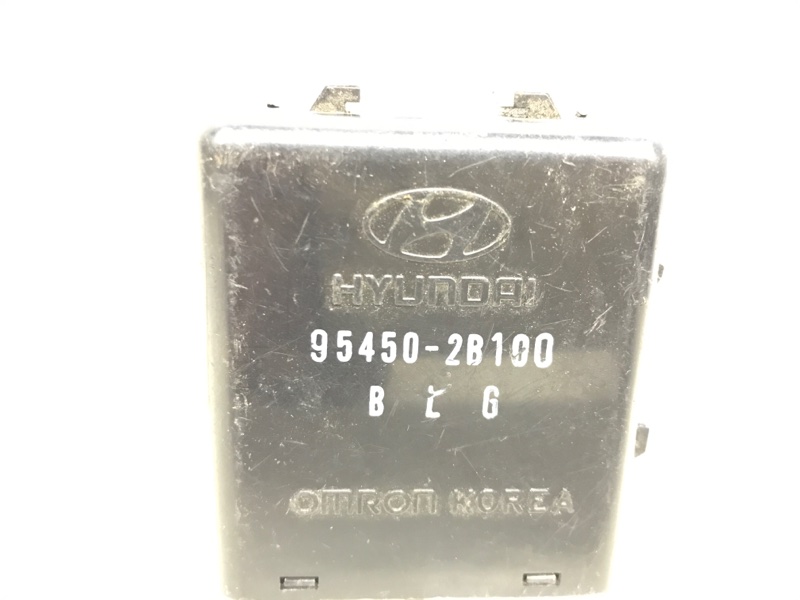 HYUNDAI
95450-2B100
B L G
OMRON KOREA